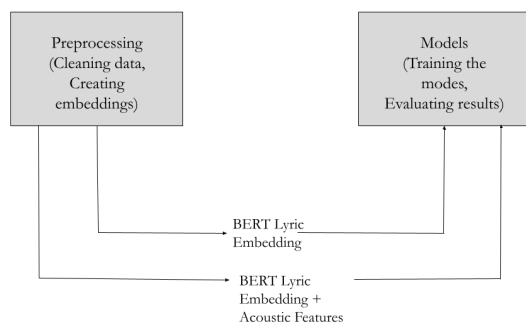 Preprocessing
(Cleaning data,
Creating
embeddings)
Models
(Training the
modes,
Evaluating results)
BERT Lyric
Embedding
BERT Lyric
Embedding +
Acoustic Features